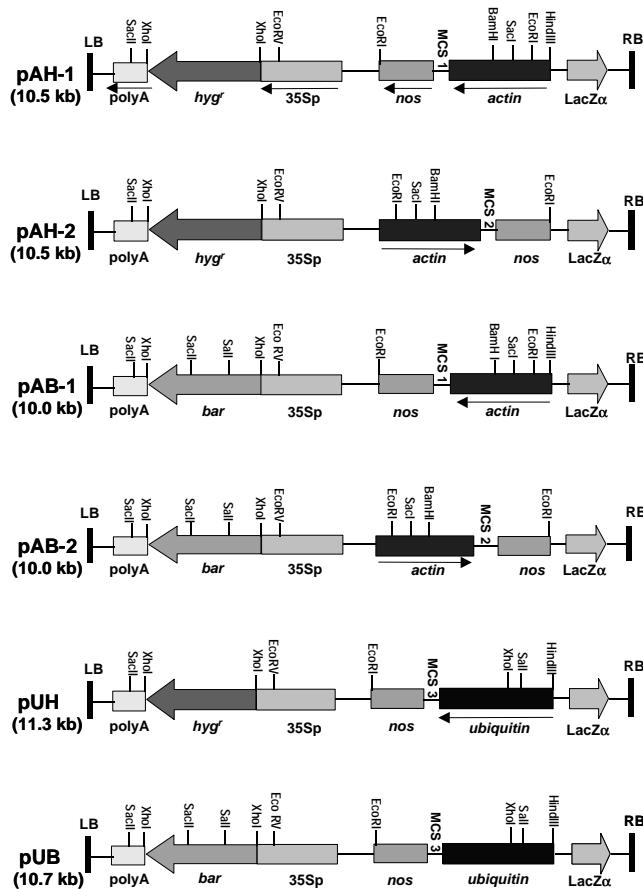 LB SacII XhoI XhoI EcoRV EcoRI MCS 1 BamHI SacI EcoRI HindIII RB
pAH-1
(10.5 kb)
polyA hygʳ 35Sp nos actin LacZα
LB SacII XhoI XhoI EcoRV EcoRI SacI BamHI MCS 2 EcoRI RB
pAH-2
(10.5 kb)
polyA hygʳ 35Sp actin nos LacZα
LB SacII XhoI SacII SalI XhoI Eco RV EcoRI MCS 1 BamH I SacI EcoRI HindIII RB
pAB-1
(10.0 kb)
polyA bar 35Sp nos actin LacZα
LB SacII XhoI SacII SalI XhoI EcoRV EcoRI SacI BamHI MCS 2 EcoRI RB
pAB-2
(10.0 kb)
polyA bar 35Sp actin nos LacZα
LB SacII XhoI XhoI EcoRV EcoRI MCS 3 XhoI SalI HindIII RB
pUH
(11.3 kb)
polyA hygʳ 35Sp nos ubiquitin LacZα
LB SacII XhoI SacII SalI XhoI Eco RV EcoRI MCS 3 XhoI SalI HindIII RB
pUB
(10.7 kb)
polyA bar 35Sp nos ubiquitin LacZα